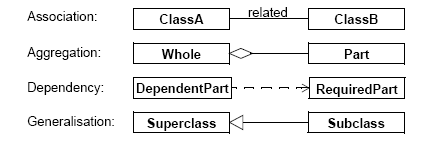 Association: ClassA related ClassB
Aggregation: Whole Part
Dependency: DependentPart RequiredPart
Generalisation: Superclass Subclass